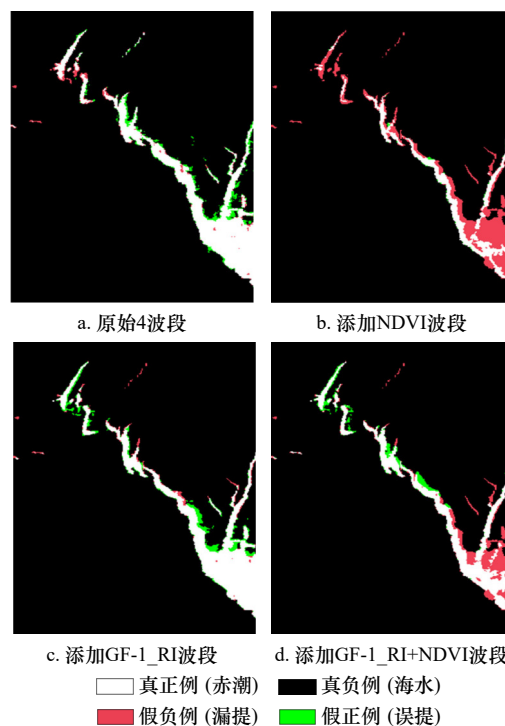 a. 原始4波段
b. 添加NDVI波段
c. 添加GF-1_RI波段
d. 添加GF-1_RI+NDVI波段
真正例 (赤潮)
真负例 (海水)
假负例 (漏提)
假正例 (误提)